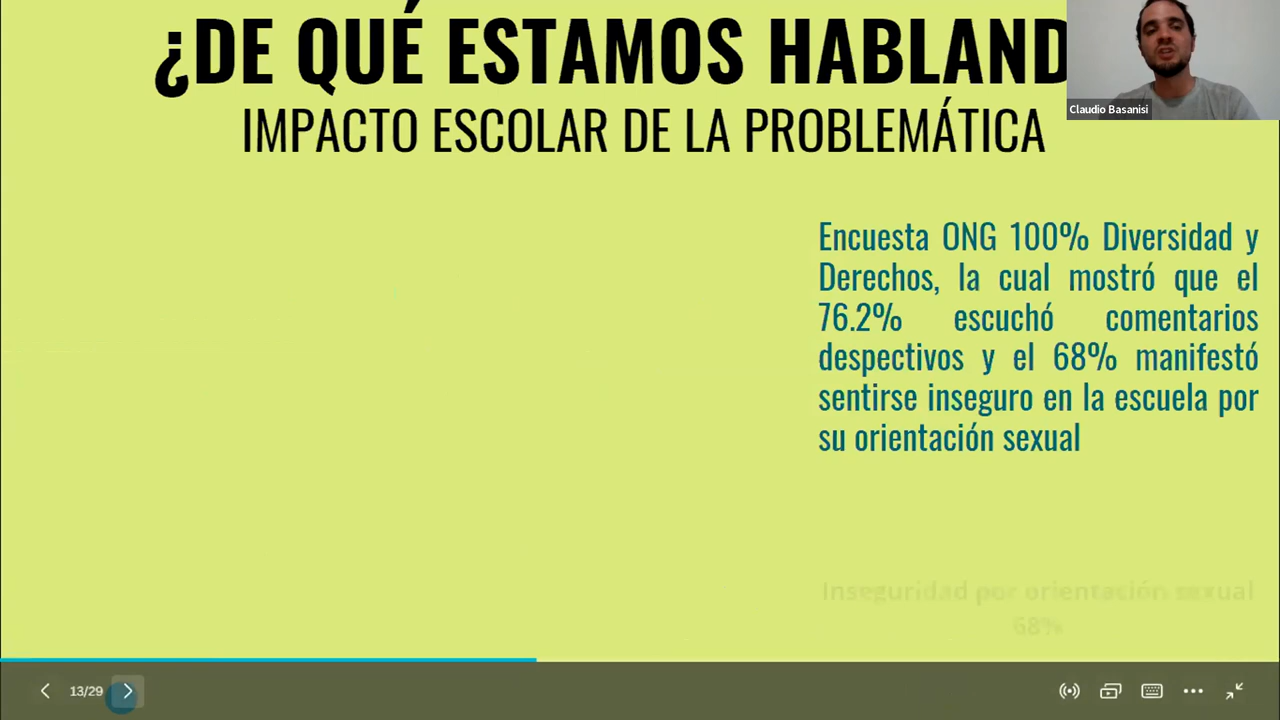 ¿DE QUÉ ESTAMOS HABLAND
IMPACTO ESCOLAR DE LA PROBLEMÁTICA
Claudio Basanisi
Encuesta ONG 100% Diversidad y
Derechos, la cual mostró que el
76.2% escuchó comentarios
despectivos y el 68% manifestó
sentirse inseguro en la escuela por
su orientación sexual
Inseguridad por orientación sexual
68%
13/29